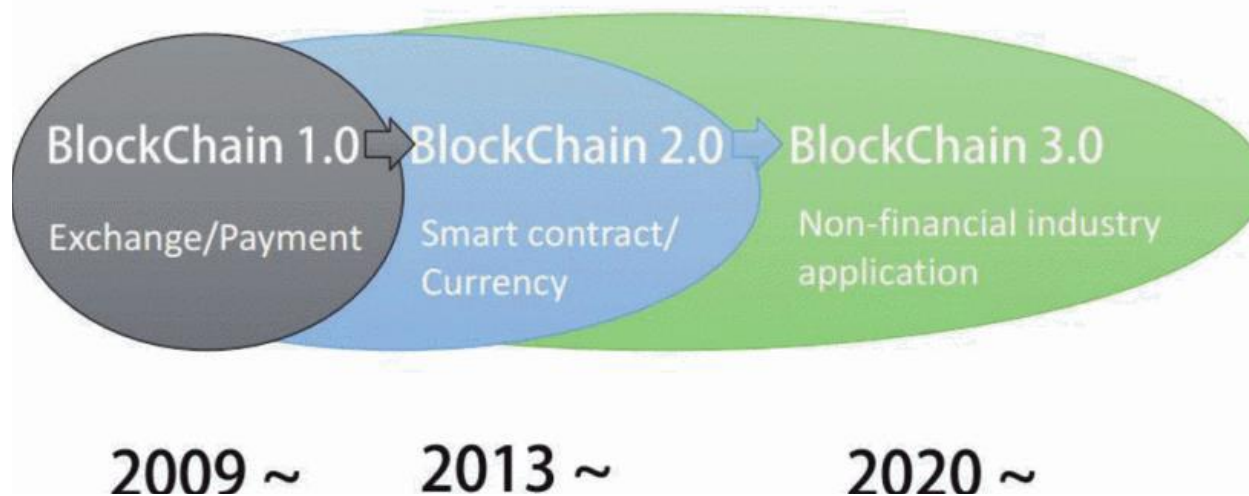 BlockChain 1.0
BlockChain 2.0
BlockChain 3.0
Exchange/Payment
Smart contract/
Currency
Non-financial industry
application
2009 ~
2013 ~
2020 ~